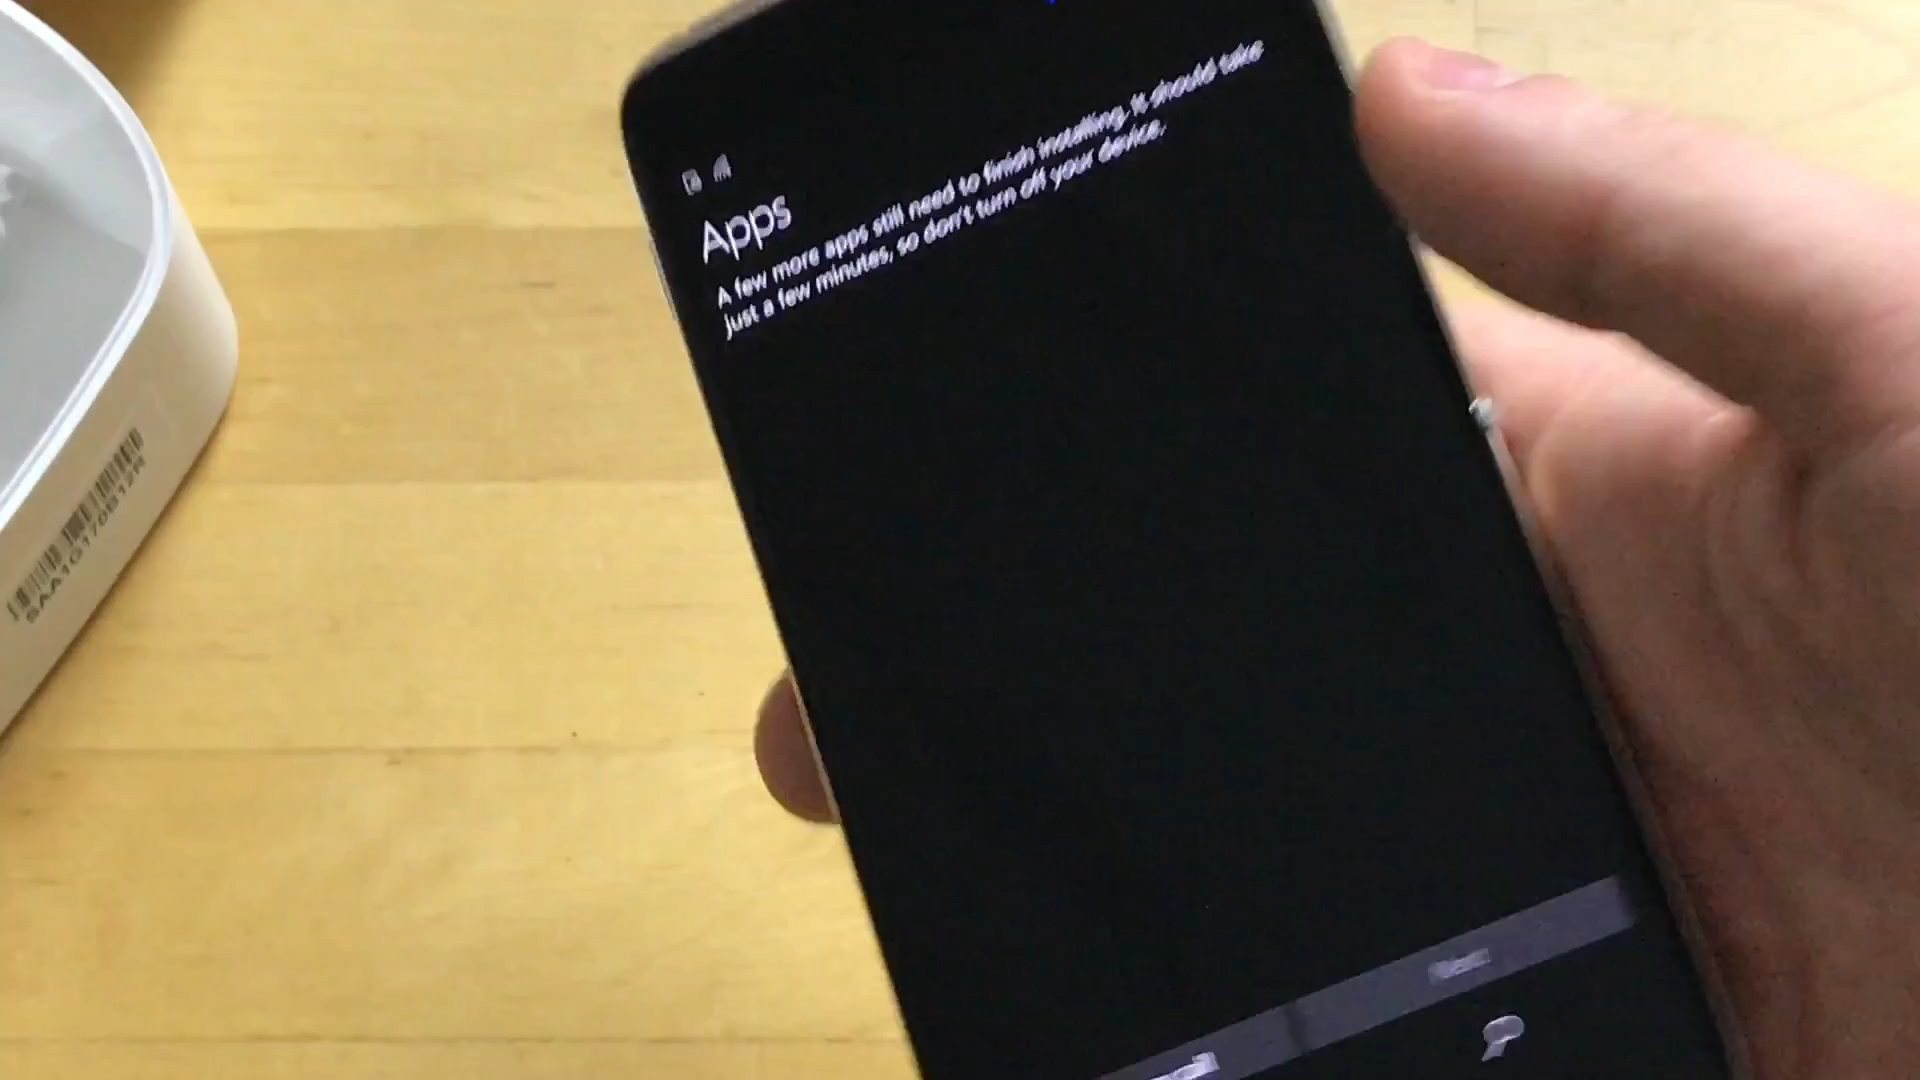 Apps
A few more apps still need to finish installing. It should take
just a few minutes, so don't turn off your device.